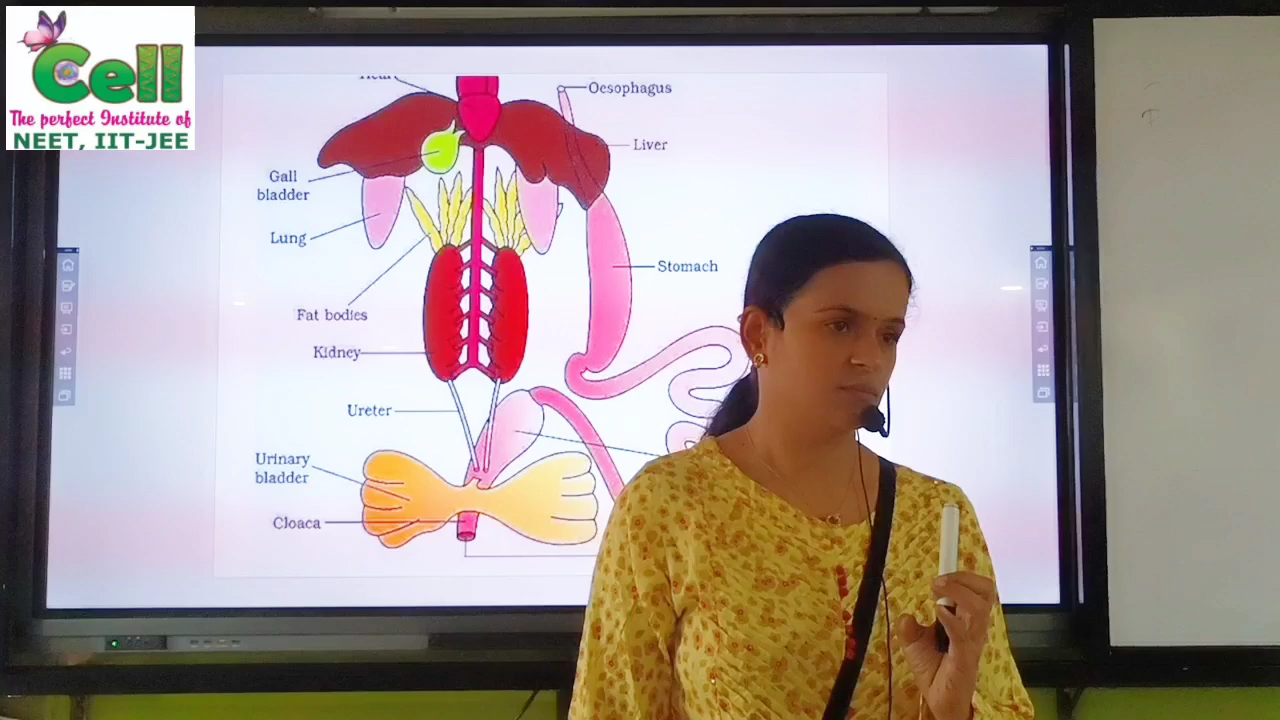 Cell
The perfect Institute of
NEET, IIT-JEE
Heart
Oesophagus
Liver
Gall
bladder
Lung
Stomach
Fat bodies
Kidney
Ureter
Urinary
bladder
Cloaca